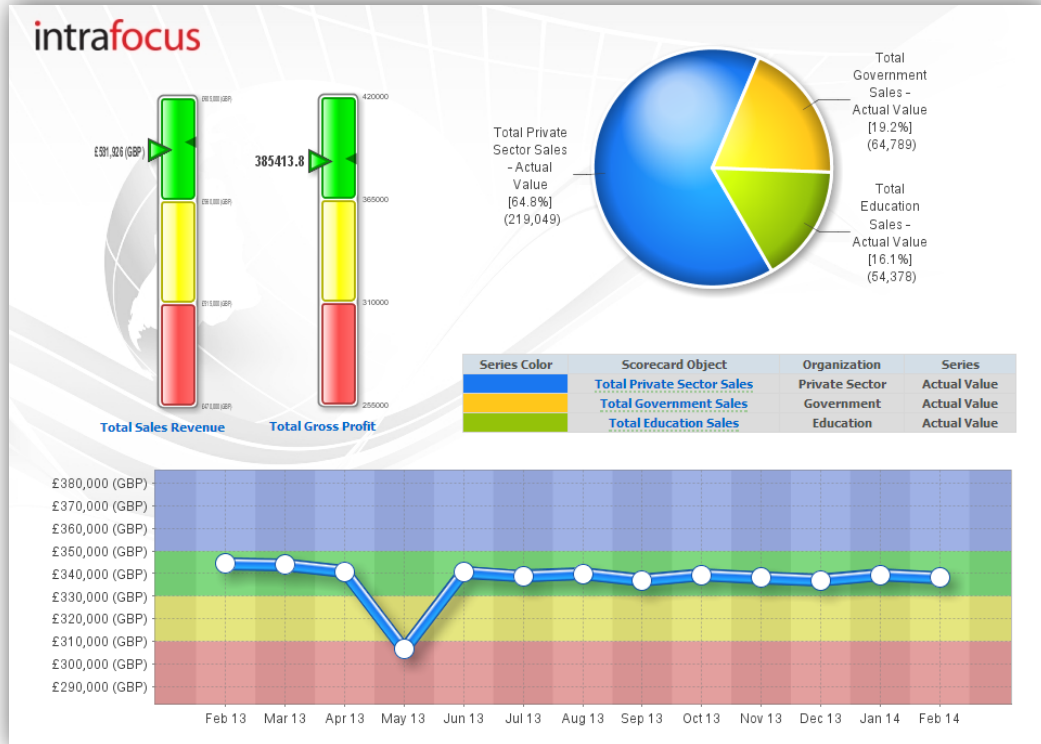 intrafocus
£591,926 (GBP)
Total Sales Revenue
420000
385413.8
365000
310000
255000
Total Gross Profit
Total Private
Sector Sales
– Actual
Value
[64.8%]
(219,049)
Total
Government
Sales –
Actual Value
[19.2%]
(64,789)
Total
Education
Sales –
Actual Value
[16.1%]
(54,378)
Series Color Scorecard Object Organization Series
Total Private Sector Sales Private Sector Actual Value
Total Government Sales Government Actual Value
Total Education Sales Education Actual Value
£380,000 (GBP)
£370,000 (GBP)
£360,000 (GBP)
£350,000 (GBP)
£340,000 (GBP)
£330,000 (GBP)
£320,000 (GBP)
£310,000 (GBP)
£300,000 (GBP)
£290,000 (GBP)
Feb 13 Mar 13 Apr 13 May 13 Jun 13 Jul 13 Aug 13 Sep 13 Oct 13 Nov 13 Dec 13 Jan 14 Feb 14